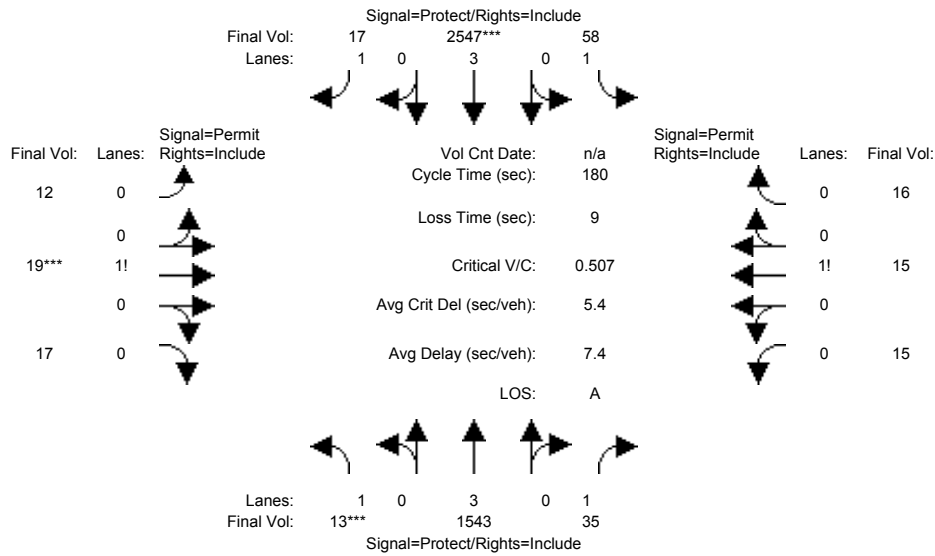 Signal=Protect/Rights=Include
Final Vol: 17 2547*** 58
Lanes: 1 0 3 0 1
Signal=Permit Signal=Permit
Final Vol: Lanes: Rights=Include Vol Cnt Date: n/a Rights=Include Lanes: Final Vol:
Cycle Time (sec): 180
12 0 0 16
Loss Time (sec): 9
0 0
19*** 1! Critical V/C: 0.507 1! 15
0 Avg Crit Del (sec/veh): 5.4 0
17 0 Avg Delay (sec/veh): 7.4 0 15
LOS: A
Lanes: 1 0 3 0 1
Final Vol: 13*** 1543 35
Signal=Protect/Rights=Include